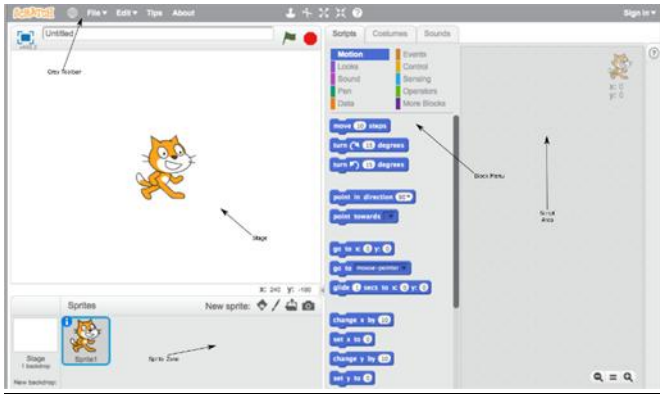 SCRATCH File▾ Edit▾ Tips About Sign in▾
Untitled
Scripts Costumes Sounds
Motion Events
Looks Control
Sound Sensing
Pen Operators
Data More Blocks
Grey Toolbar
x: 0
y: 0
move 10 steps
turn ↻ 15 degrees
turn ↺ 15 degrees
Block Menu
point in direction 90▾
point towards
Script
Area
Stage
go to x: 0 y: 0
go to mouse-pointer
glide 1 secs to x: 0 y: 0
x: 240 y: -180
Sprites New sprite:
change x by 10
set x to 0
change y by 10
set y to 0
Stage
1 backdrop
Sprite1
Sprite Zone
New backdrop: